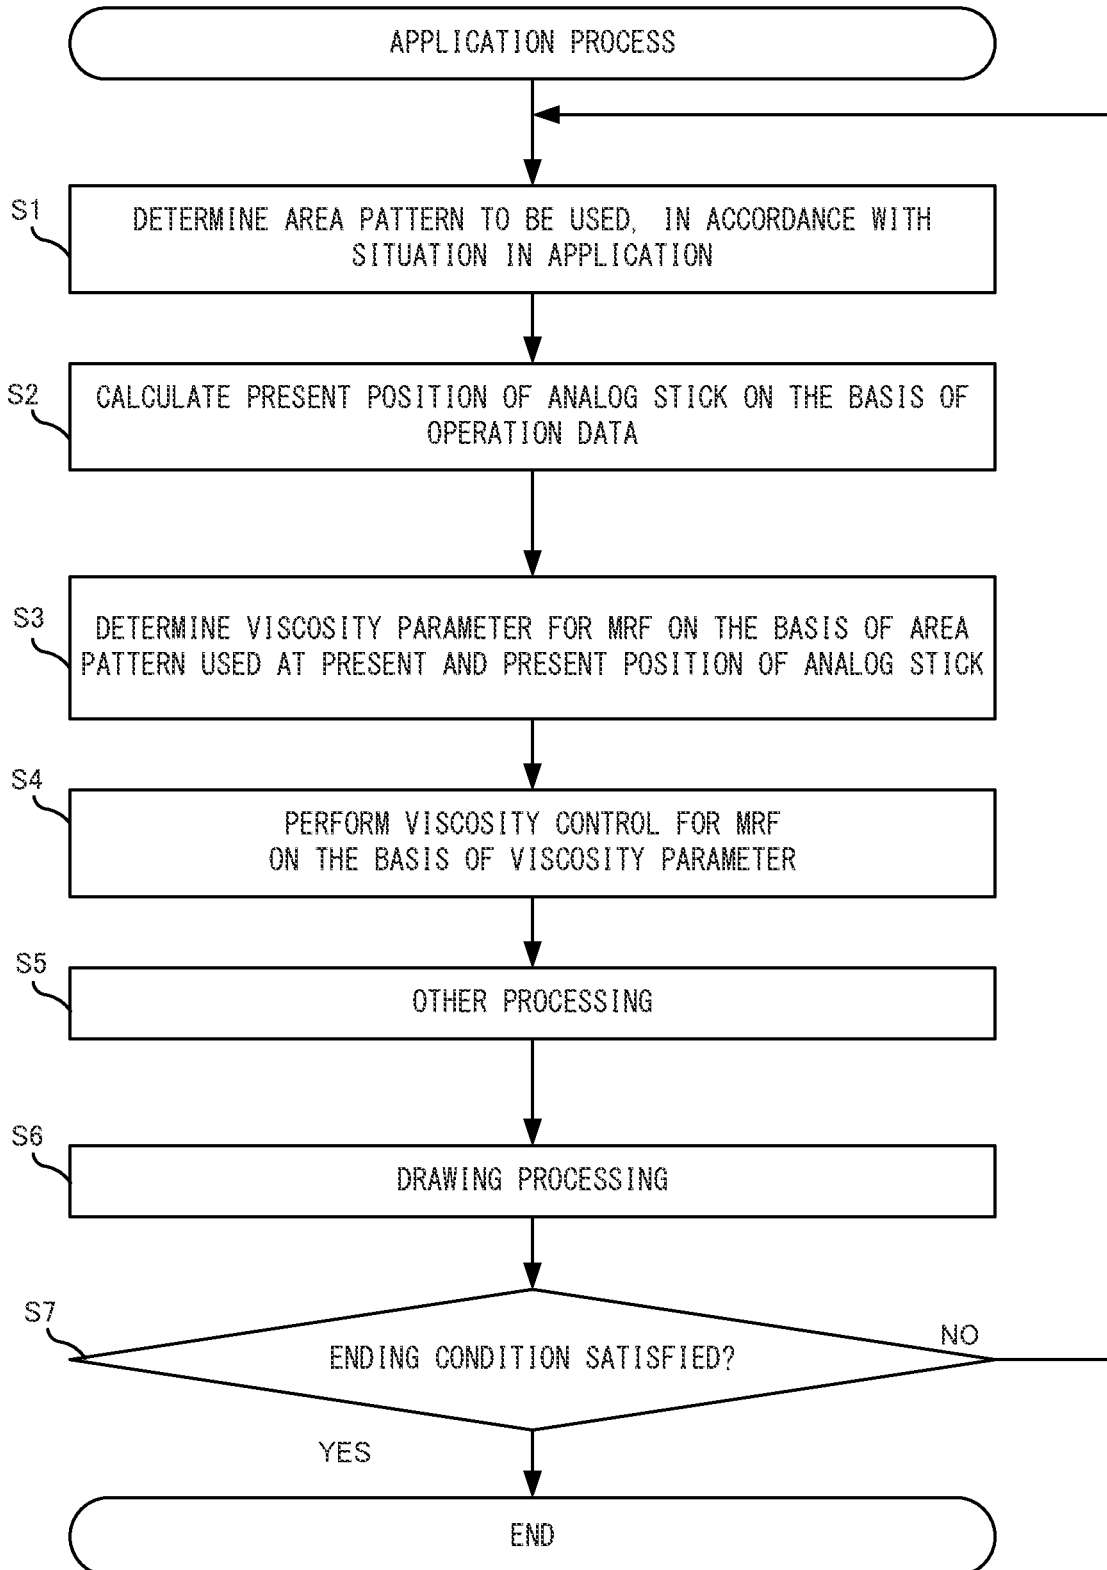 APPLICATION PROCESS
S1
DETERMINE AREA PATTERN TO BE USED, IN ACCORDANCE WITH
SITUATION IN APPLICATION
S2
CALCULATE PRESENT POSITION OF ANALOG STICK ON THE BASIS OF
OPERATION DATA
S3
DETERMINE VISCOSITY PARAMETER FOR MRF ON THE BASIS OF AREA
PATTERN USED AT PRESENT AND PRESENT POSITION OF ANALOG STICK
S4
PERFORM VISCOSITY CONTROL FOR MRF
ON THE BASIS OF VISCOSITY PARAMETER
S5
OTHER PROCESSING
S6
DRAWING PROCESSING
S7
ENDING CONDITION SATISFIED?
NO
YES
END